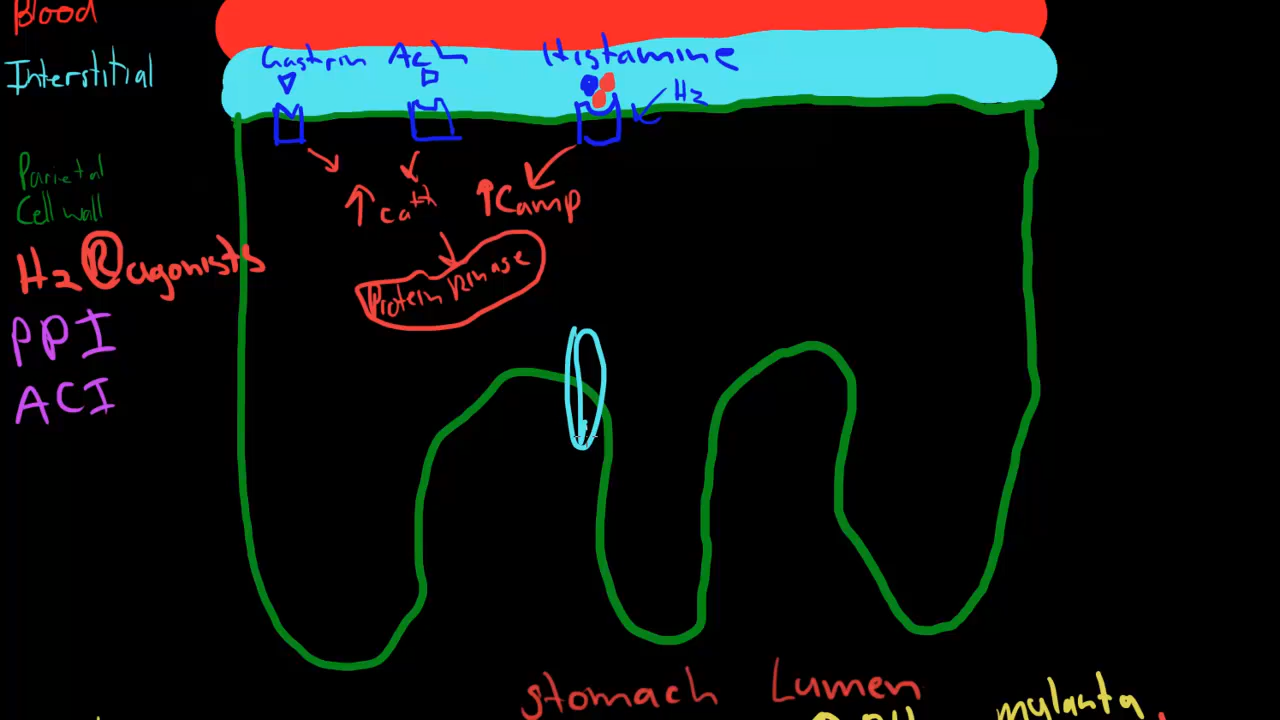 Blood
Interstitial
Gastrin Ach Histamine
H2
Parietal
Cell wall
↑ca++ ↑Camp
H2 Ⓡ agonists
Protein kinase
PPI
ACI
stomach Lumen
mylanta